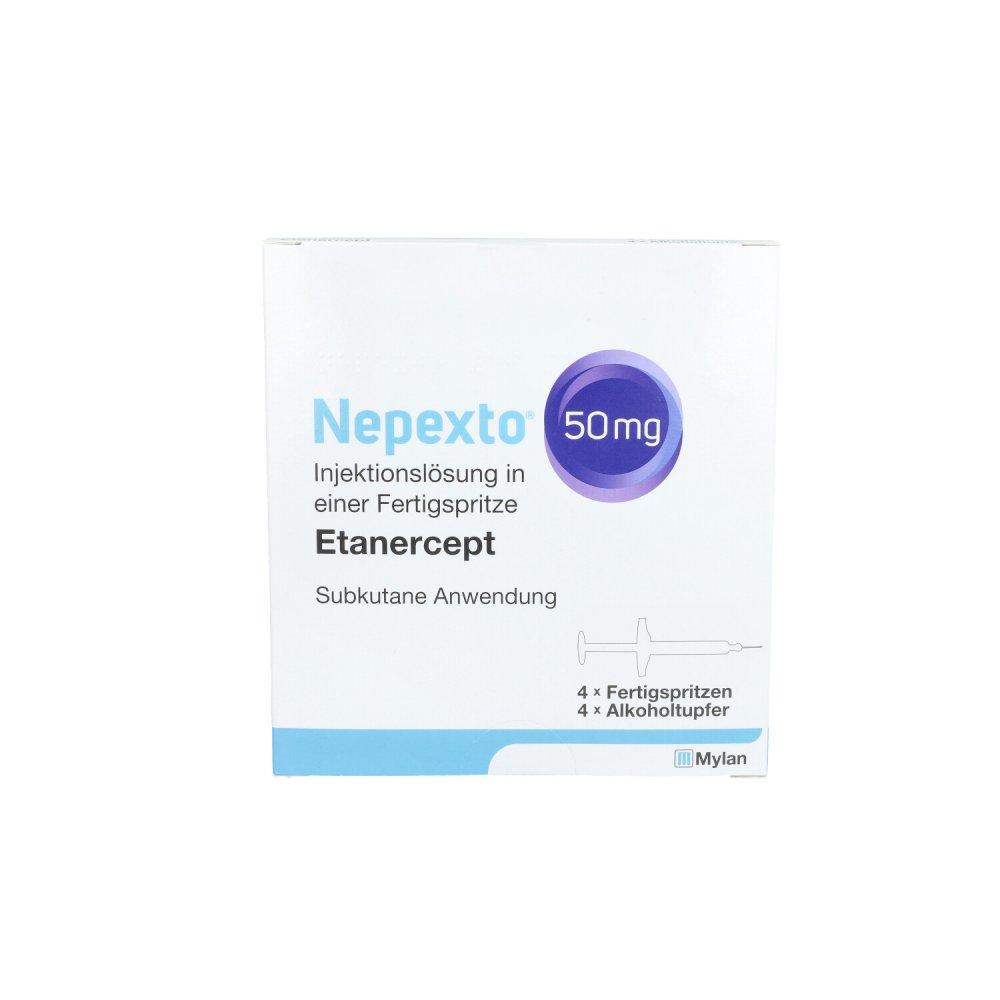 Nepexto®
50mg
Injektionslösung in
einer Fertigspritze
Etanercept
Subkutane Anwendung
4 x Fertigspritzen
4 x Alkoholtupfer
Mylan